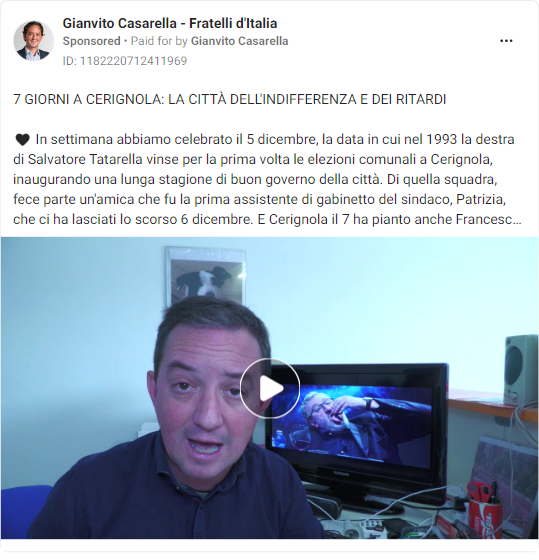 Gianvito Casarella - Fratelli d'Italia
Sponsored • Paid for by Gianvito Casarella
ID: 1182220712411969
7 GIORNI A CERIGNOLA: LA CITTÀ DELL'INDIFFERENZA E DEI RITARDI
🖤 In settimana abbiamo celebrato il 5 dicembre, la data in cui nel 1993 la destra
di Salvatore Tatarella vinse per la prima volta le elezioni comunali a Cerignola,
inaugurando una lunga stagione di buon governo della città. Di quella squadra,
fece parte un'amica che fu la prima assistente di gabinetto del sindaco, Patrizia,
che ci ha lasciati lo scorso 6 dicembre. E Cerignola il 7 ha pianto anche Francesc...